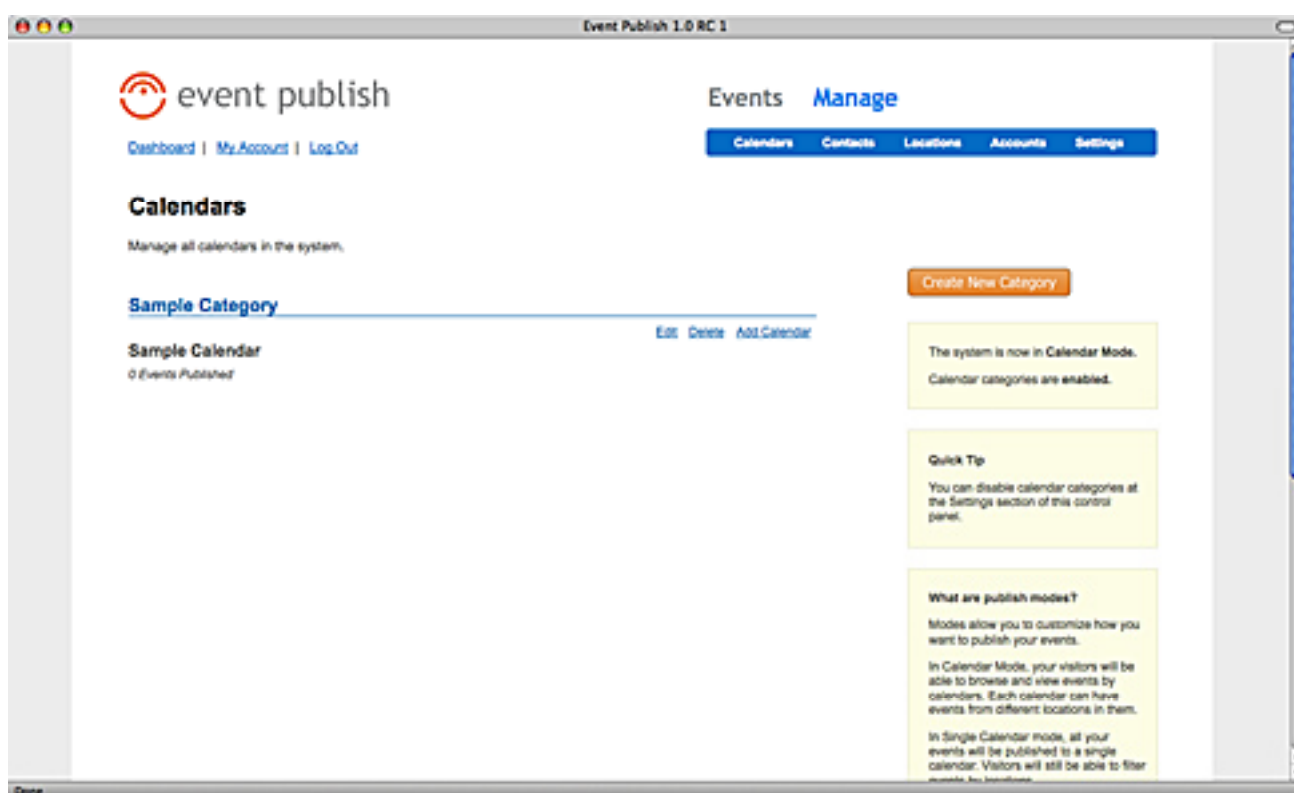 Event Publish 1.0 RC 1
event publish
Events Manage
Dashboard | My Account | Log Out
Calendars Contacts Locations Accounts Settings
Calendars
Manage all calendars in the system.
Create New Category
Sample Category
Edit Delete Add Calendar
Sample Calendar
0 Events Published
The system is now in Calendar Mode.
Calendar categories are enabled.
Quick Tip
You can disable calendar categories at
the Settings section of this control
panel.
What are publish modes?
Modes allow you to customize how you
want to publish your events.
In Calendar Mode, your visitors will be
able to browse and view events by
calendars. Each calendar can have
events from different locations in them.
In Single Calendar mode, all your
events will be published to a single
calendar. Visitors will still be able to filter
events by locations.
Done